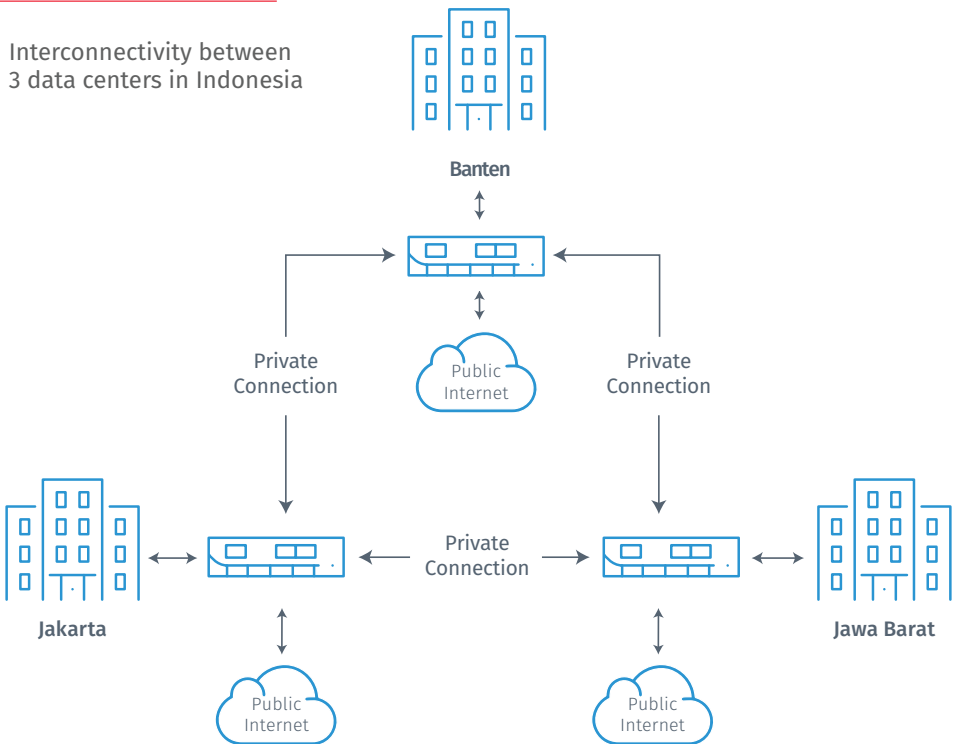 Interconnectivity between
3 data centers in Indonesia
Banten
Public
Internet
Private
Connection
Private
Connection
Private
Connection
Jakarta
Jawa Barat
Public
Internet
Public
Internet